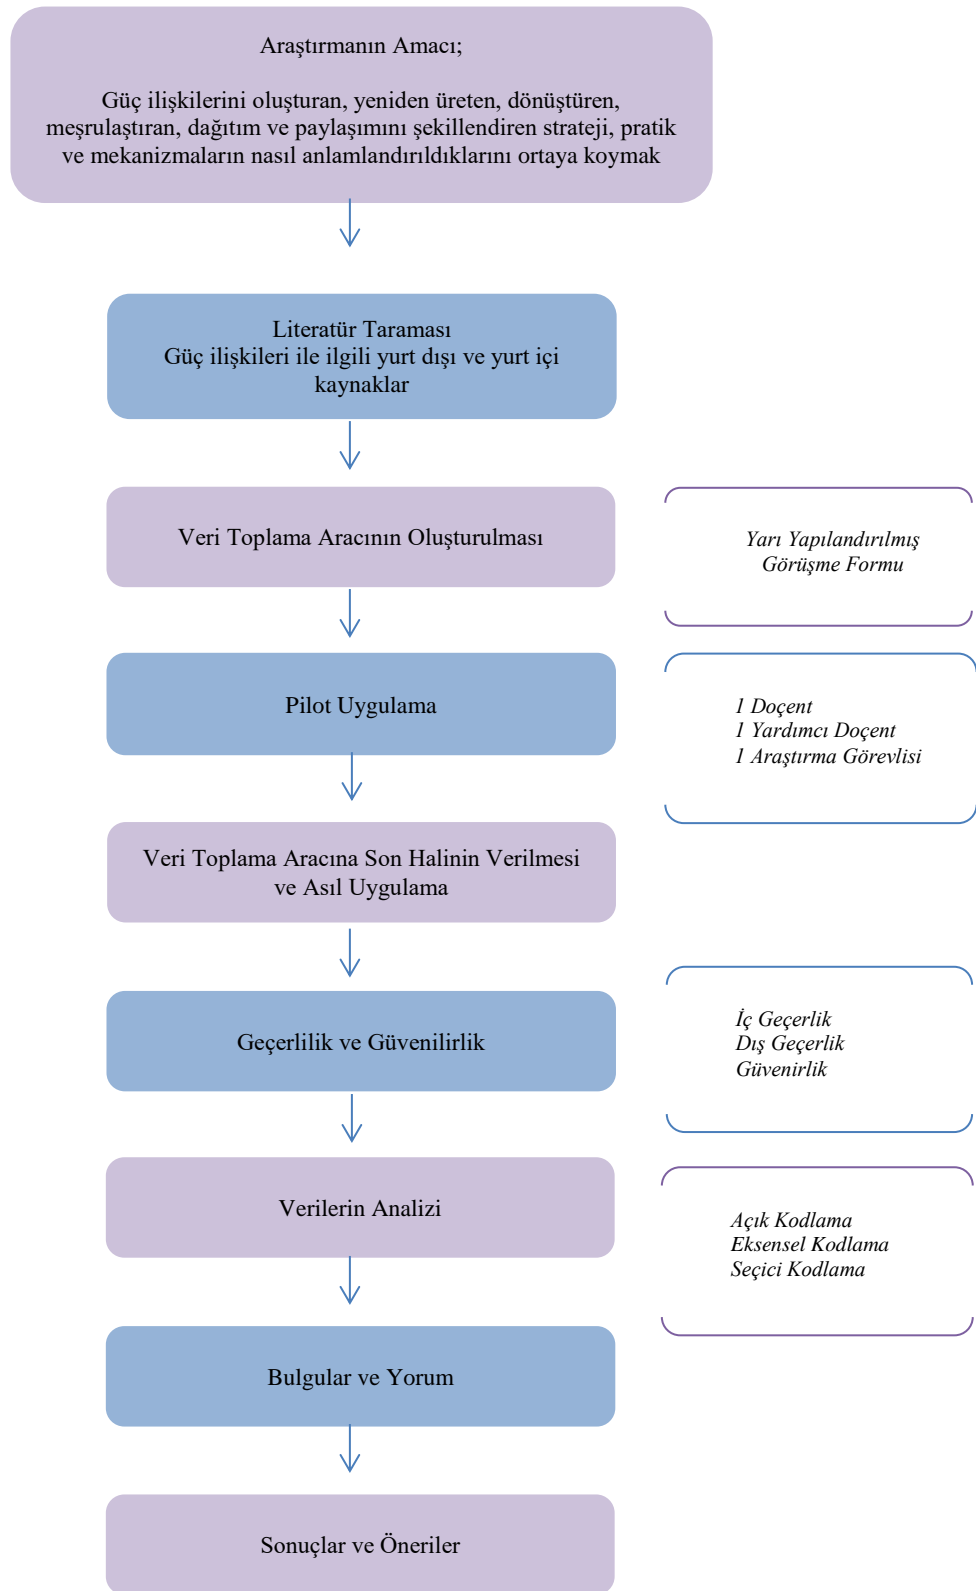 Araştırmanın Amacı;
Güç ilişkilerini oluşturan, yeniden üreten, dönüştüren,
meşrulaştıran, dağıtım ve paylaşımını şekillendiren strateji, pratik
ve mekanizmaların nasıl anlamlandırıldıklarını ortaya koymak
Literatür Taraması
Güç ilişkileri ile ilgili yurt dışı ve yurt içi
kaynaklar
Veri Toplama Aracının Oluşturulması
Yarı Yapılandırılmış
Görüşme Formu
Pilot Uygulama
1 Doçent
1 Yardımcı Doçent
1 Araştırma Görevlisi
Veri Toplama Aracına Son Halinin Verilmesi
ve Asıl Uygulama
Geçerlilik ve Güvenilirlik
İç Geçerlik
Dış Geçerlik
Güvenirlik
Verilerin Analizi
Açık Kodlama
Eksensel Kodlama
Seçici Kodlama
Bulgular ve Yorum
Sonuçlar ve Öneriler